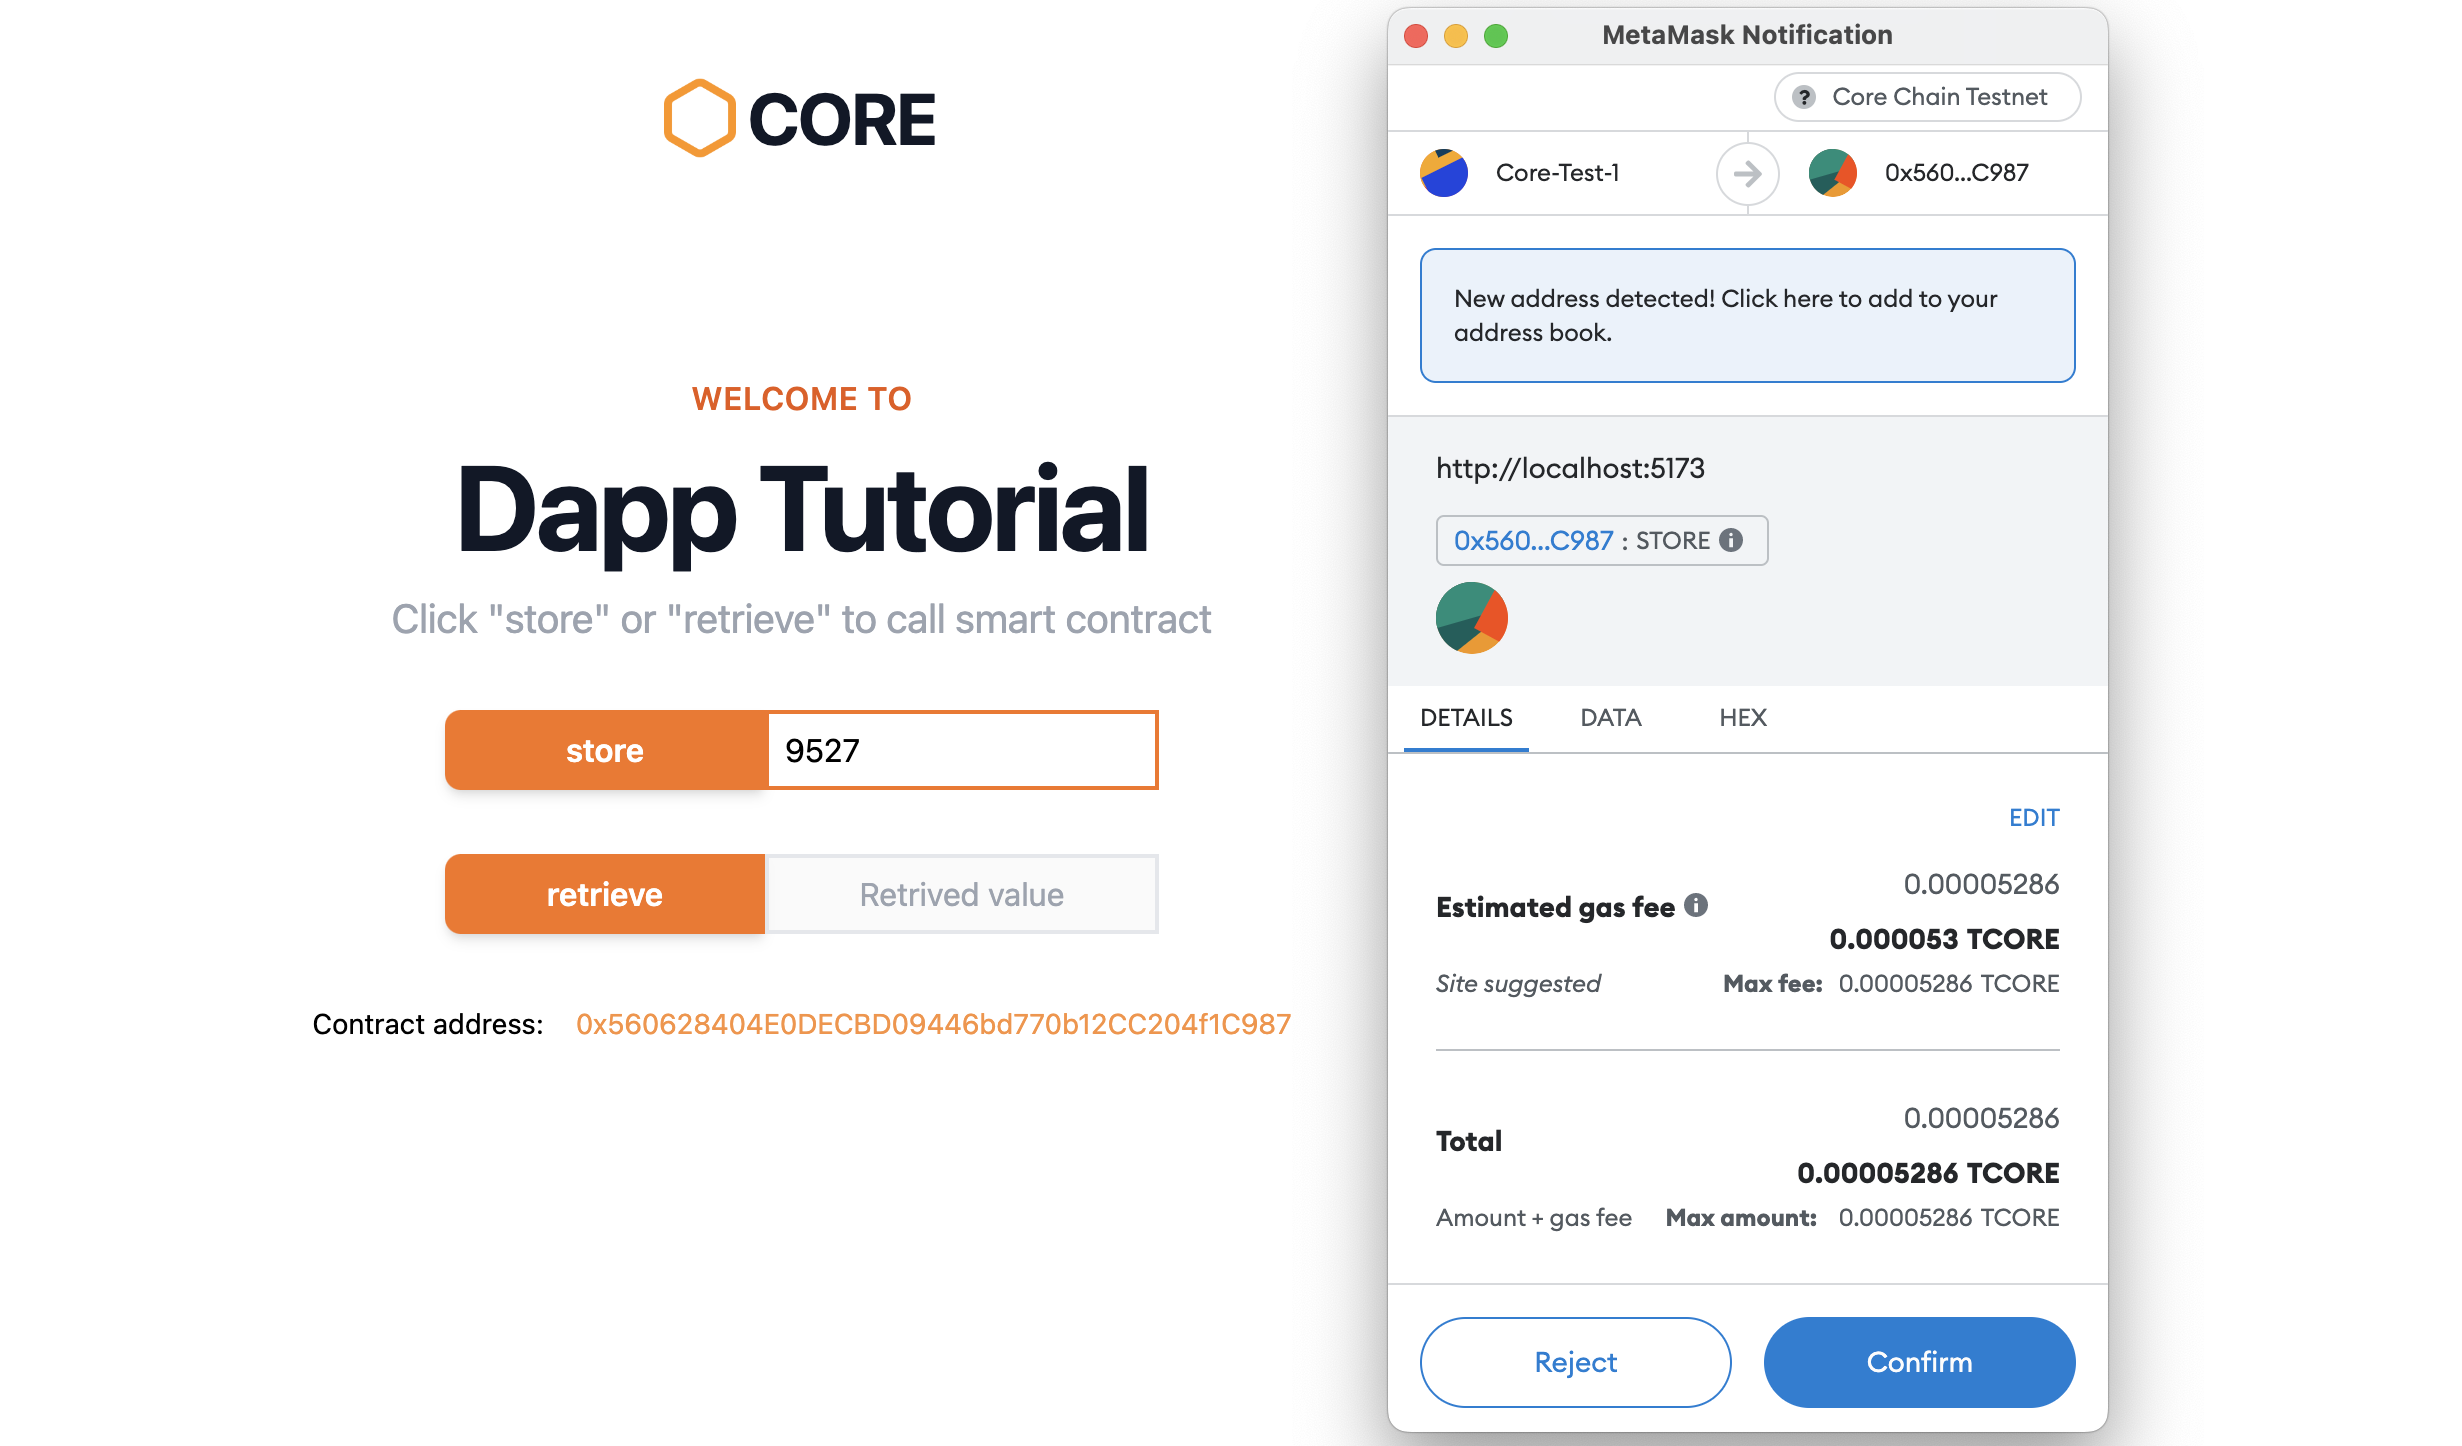 CORE
WELCOME TO
Dapp Tutorial
Click "store" or "retrieve" to call smart contract
store
9527
retrieve
Retrived value
Contract address: 0x560628404E0DECBD09446bd770b12CC204f1C987
MetaMask Notification
? Core Chain Testnet
Core-Test-1
0x560...C987
New address detected! Click here to add to your
address book.
http://localhost:5173
0x560...C987 : STORE i
DETAILS DATA HEX
EDIT
0.00005286
Estimated gas fee i
0.000053 TCORE
Site suggested Max fee: 0.00005286 TCORE
0.00005286
Total
0.00005286 TCORE
Amount + gas fee Max amount: 0.00005286 TCORE
Reject
Confirm